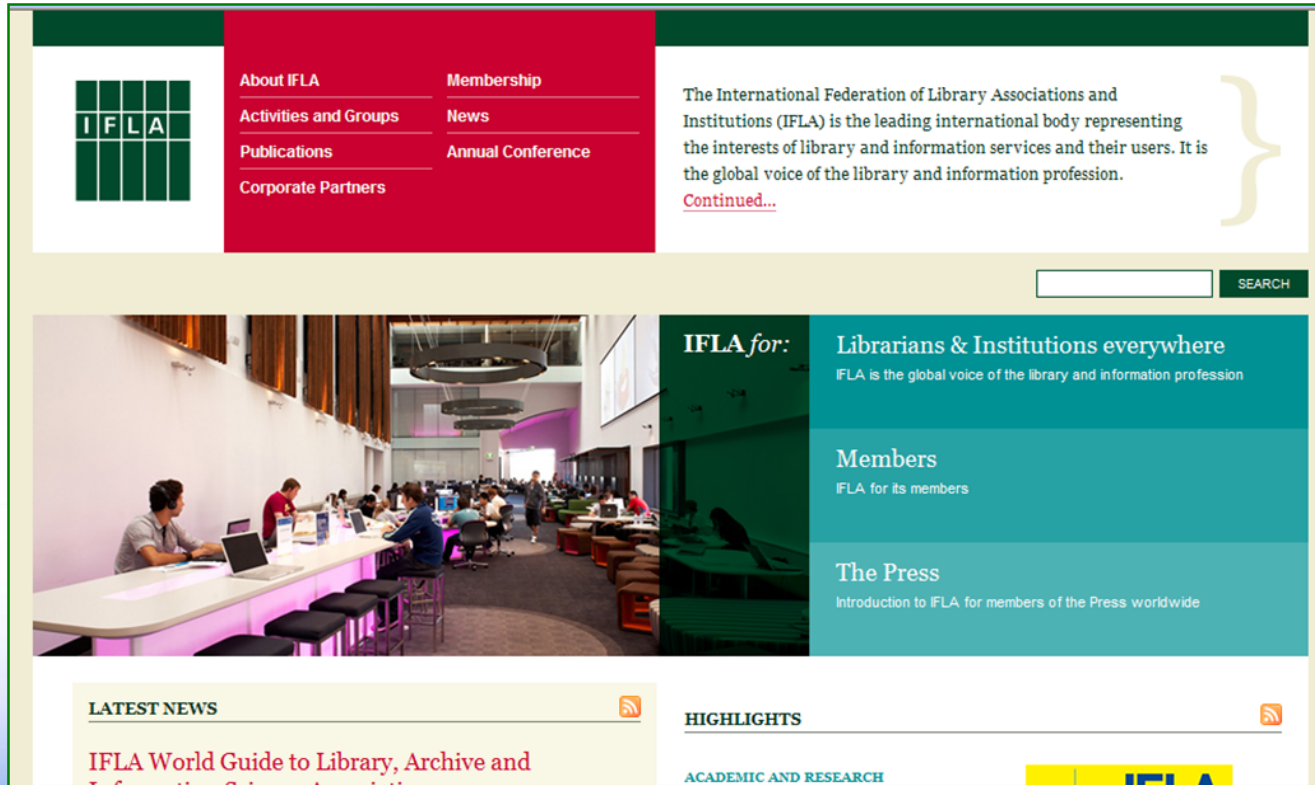 IFLA
About IFLA
Activities and Groups
Publications
Corporate Partners
Membership
News
Annual Conference
The International Federation of Library Associations and
Institutions (IFLA) is the leading international body representing
the interests of library and information services and their users. It is
the global voice of the library and information profession.
Continued...
}
SEARCH
IFLA for:
Librarians & Institutions everywhere
IFLA is the global voice of the library and information profession
Members
IFLA for its members
The Press
Introduction to IFLA for members of the Press worldwide
LATEST NEWS
IFLA World Guide to Library, Archive and
HIGHLIGHTS
ACADEMIC AND RESEARCH
IFLA